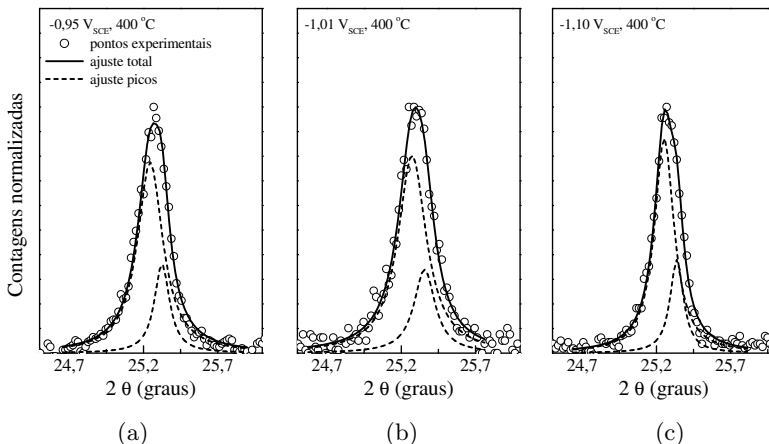 -0,95 V_SCE, 400 °C
pontos experimentais
ajuste total
ajuste picos
-1,01 V_SCE, 400 °C
-1,10 V_SCE, 400 °C
Contagens normalizadas
24,7 25,2 25,7
24,7 25,2 25,7
24,7 25,2 25,7
2 θ (graus)
2 θ (graus)
2 θ (graus)
(a)
(b)
(c)